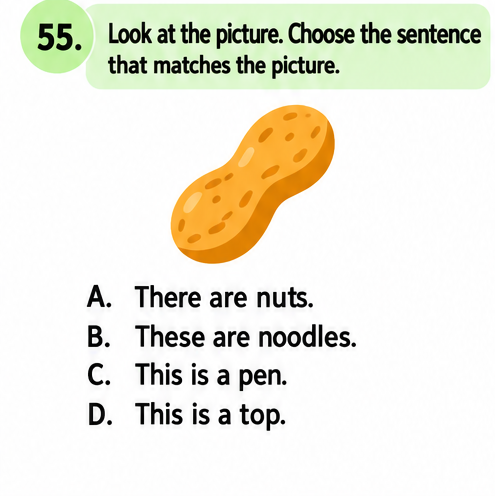 55. Look at the picture. Choose the sentence
that matches the picture.
A. There are nuts.
B. These are noodles.
C. This is a pen.
D. This is a top.